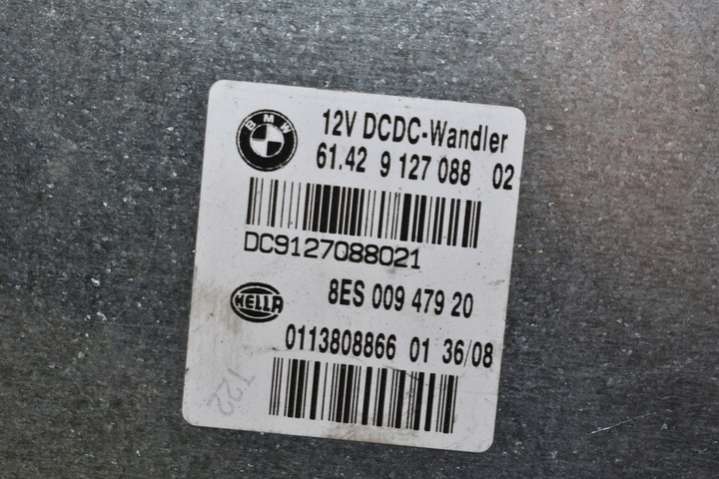 BMW
12V DCDC-Wandler
61.42 9 127 088 02
DC9127088021
HELLA
8ES 009 479 20
0113808866 01 36/08
T22